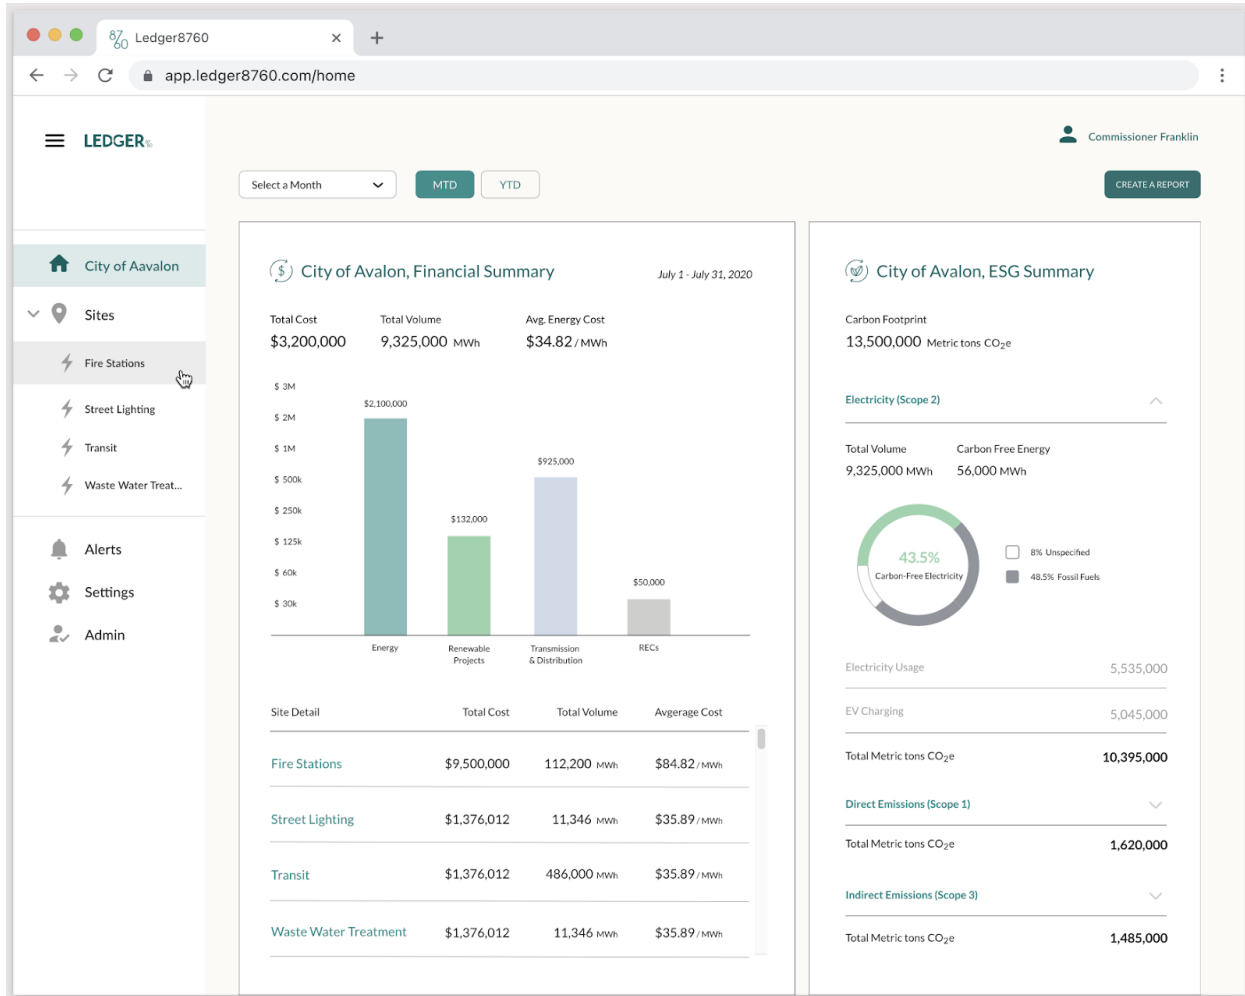 8760 Ledger8760
app.ledger8760.com/home
LEDGER
Commissioner Franklin
Select a Month
MTD
YTD
CREATE A REPORT
City of Aavalon
Sites
Fire Stations
Street Lighting
Transit
Waste Water Treat...
Alerts
Settings
Admin
$ City of Avalon, Financial Summary
July 1 - July 31, 2020
Total Cost Total Volume Avg. Energy Cost
$3,200,000 9,325,000 MWh $34.82 / MWh
$ 3M
$ 2M
$ 1M
$ 500k
$ 250k
$ 125k
$ 60k
$ 30k
$2,100,000
$132,000
$925,000
$50,000
Energy
Renewable
Projects
Transmission
& Distribution
RECs
Site Detail Total Cost Total Volume Avgerage Cost
Fire Stations $9,500,000 112,200 MWh $84.82 / MWh
Street Lighting $1,376,012 11,346 MWh $35.89 / MWh
Transit $1,376,012 486,000 MWh $35.89 / MWh
Waste Water Treatment $1,376,012 11,346 MWh $35.89 / MWh
City of Avalon, ESG Summary
Carbon Footprint
13,500,000 Metric tons CO₂e
Electricity (Scope 2)
Total Volume Carbon Free Energy
9,325,000 MWh 56,000 MWh
43.5%
Carbon-Free Electricity
8% Unspecified
48.5% Fossil Fuels
Electricity Usage 5,535,000
EV Charging 5,045,000
Total Metric tons CO₂e 10,395,000
Direct Emissions (Scope 1)
Total Metric tons CO₂e 1,620,000
Indirect Emissions (Scope 3)
Total Metric tons CO₂e 1,485,000